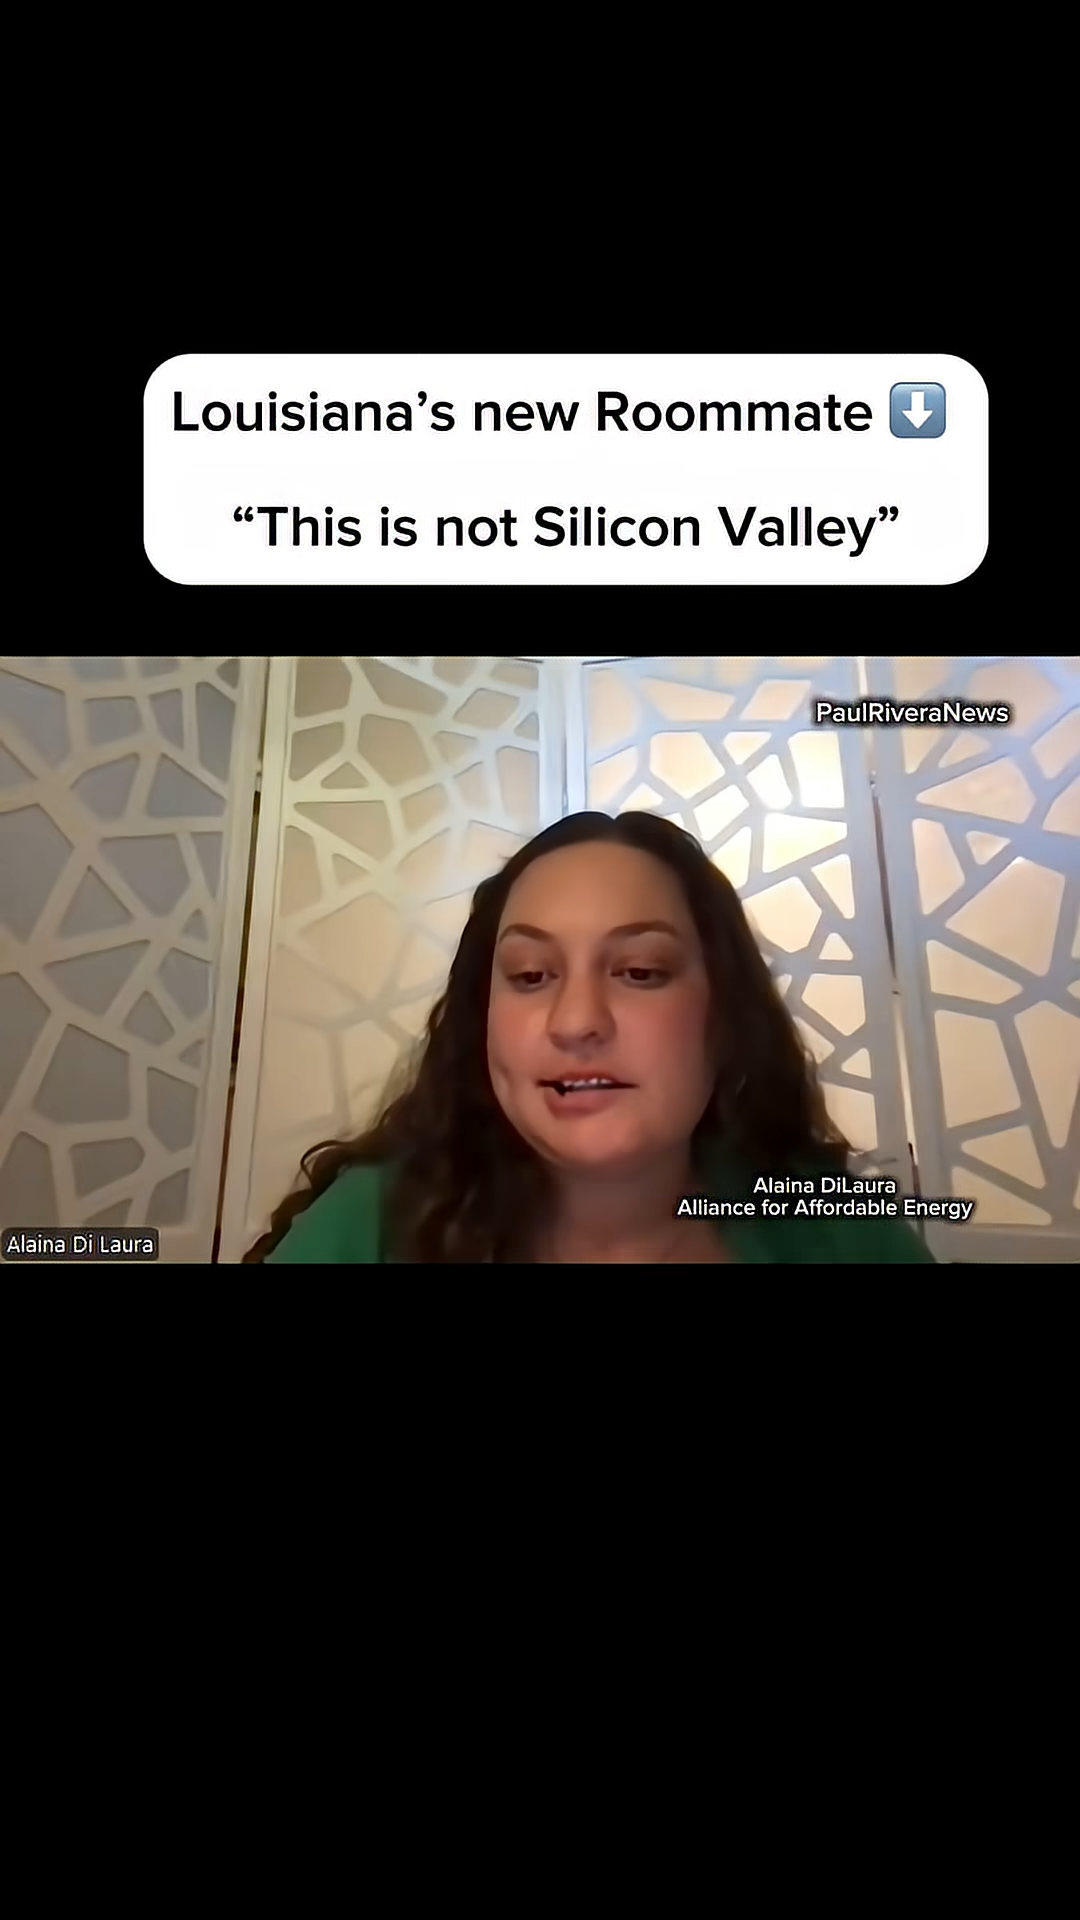 Louisiana’s new Roommate ⬇️
“This is not Silicon Valley”
PaulRiveraNews
Alaina DiLaura
Alliance for Affordable Energy
Alaina Di Laura